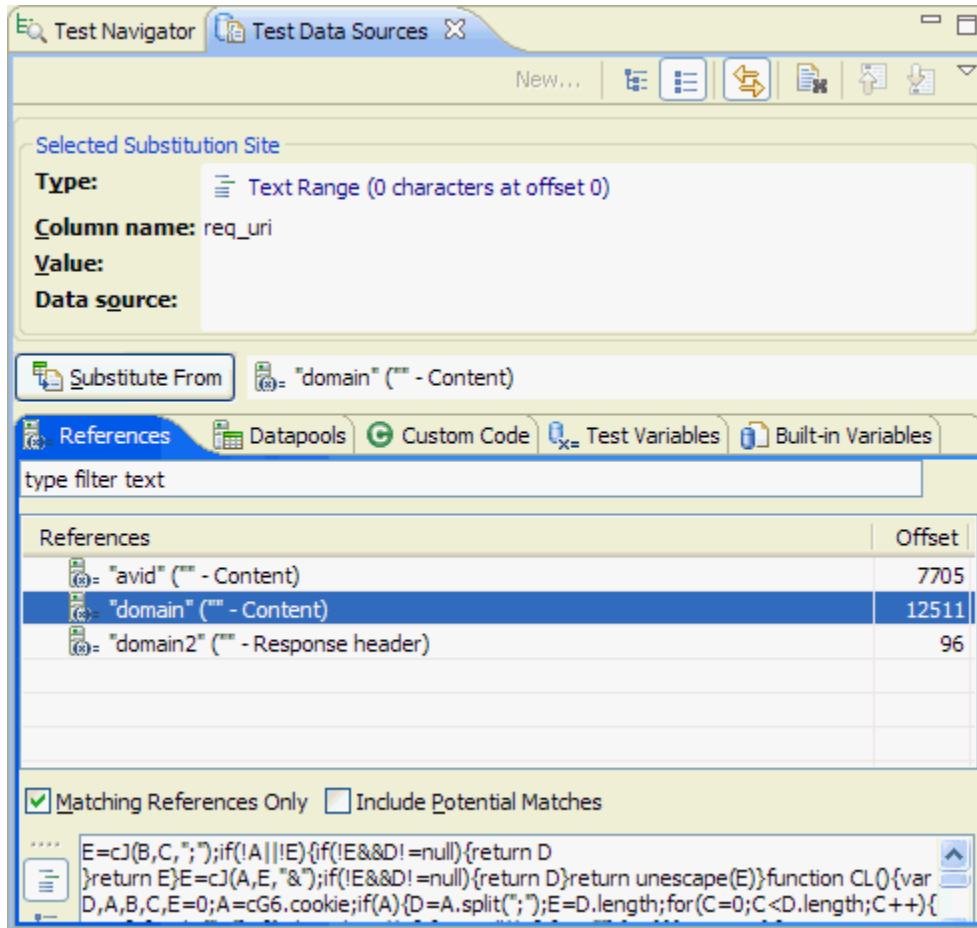 Test Navigator Test Data Sources
New...
Selected Substitution Site
Type: Text Range (0 characters at offset 0)
Column name: req_uri
Value:
Data source:
Substitute From "domain" ("" - Content)
References Datapools Custom Code Test Variables Built-in Variables
type filter text
References Offset
"avid" ("" - Content) 7705
"domain" ("" - Content) 12511
"domain2" ("" - Response header) 96
Matching References Only Include Potential Matches
E=cJ(B,C,";");if(!A||!E){if(!E&&D!=null){return D
}return E}E=cJ(A,E,"&");if(!E&&D!=null){return D}return unescape(E)}function CL(){var
D,A,B,C,E=0;A=cG6.cookie;if(A){D=A.split(";");E=D.length;for(C=0;C<D.length;C++){